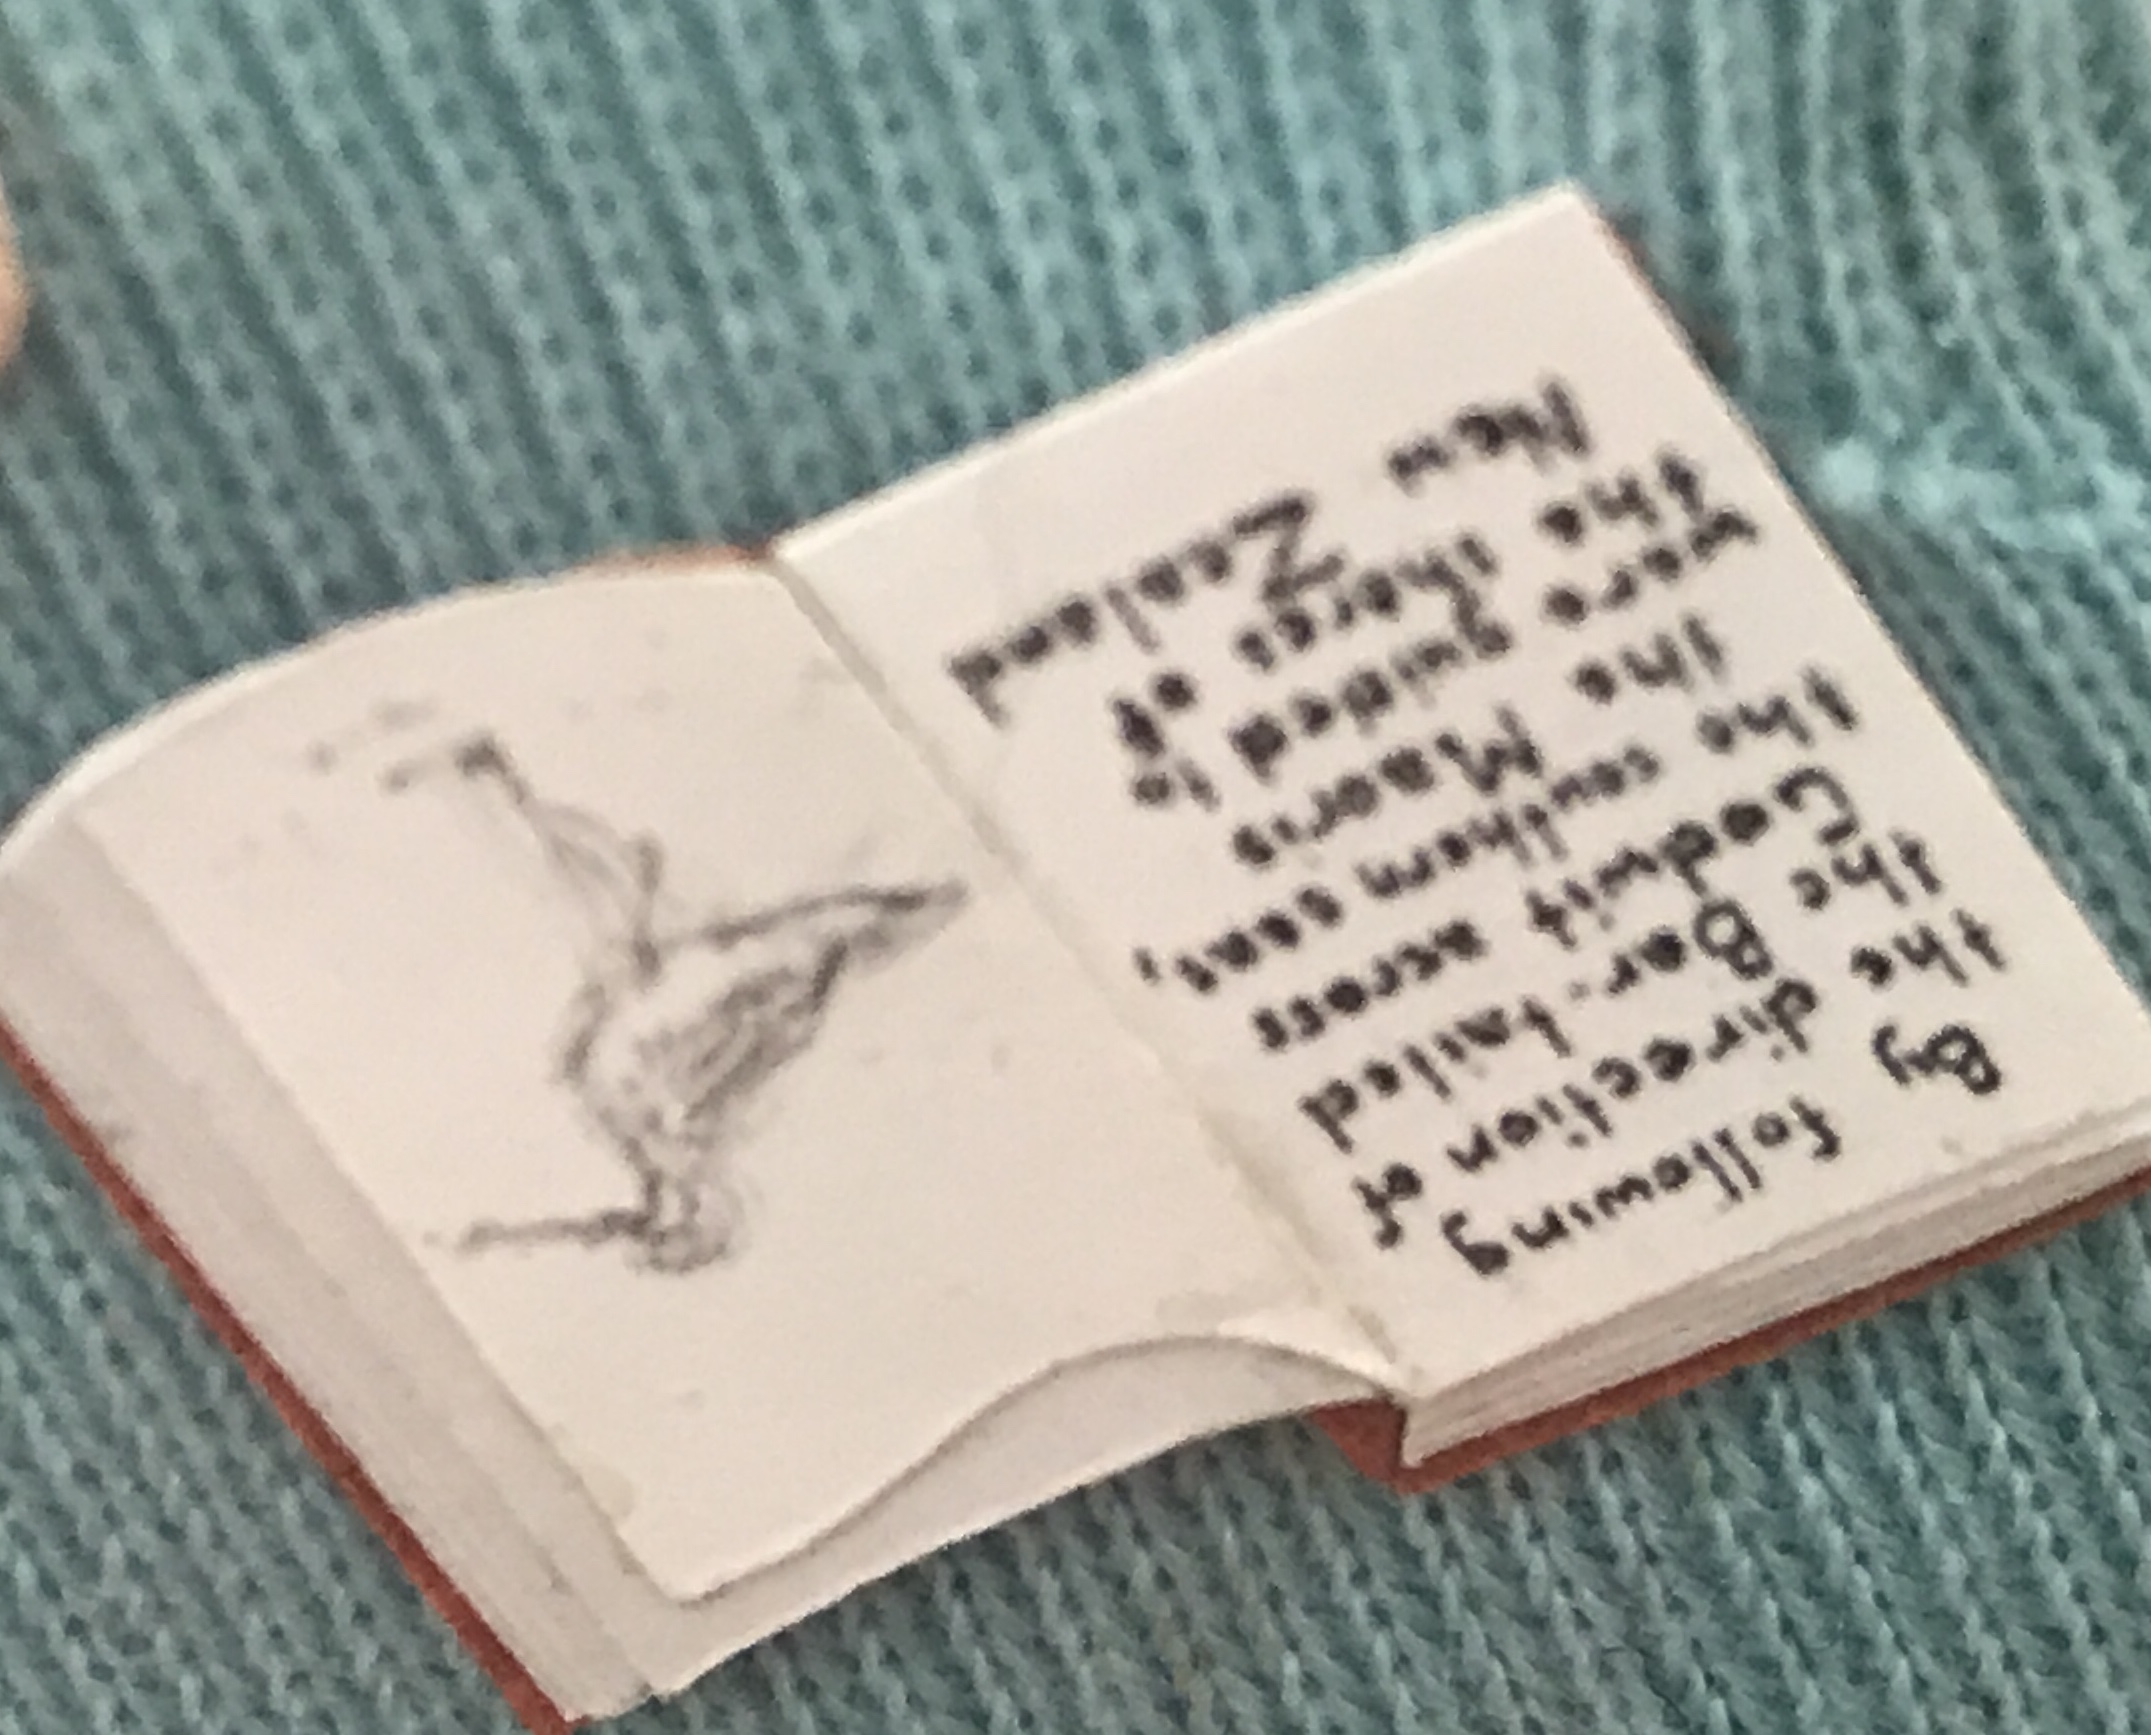 By following
the direction of
the Bar-tailed
Godwit across
the southern seas,
the Maoris
were guided to
the shores of
New Zealand